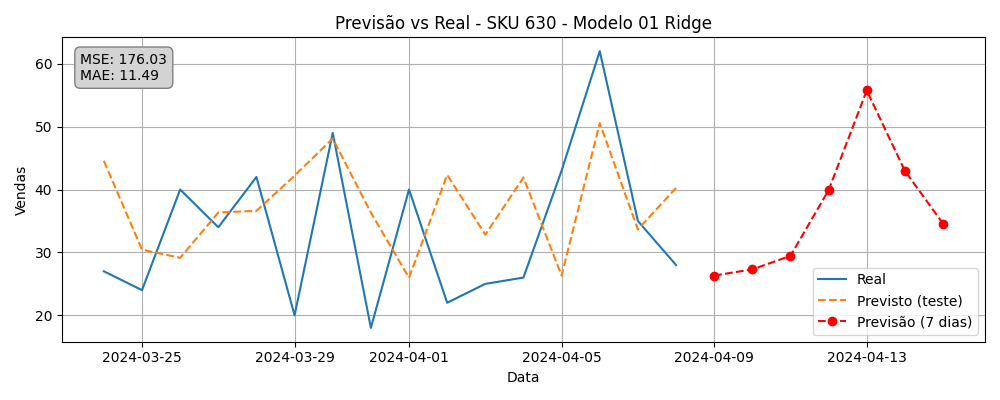 Previsão vs Real - SKU 630 - Modelo 01 Ridge
MSE: 176.03
MAE: 11.49
Vendas
60
50
40
30
20
Real
Previsto (teste)
Previsão (7 dias)
2024-03-25
2024-03-29
2024-04-01
2024-04-05
2024-04-09
2024-04-13
Data